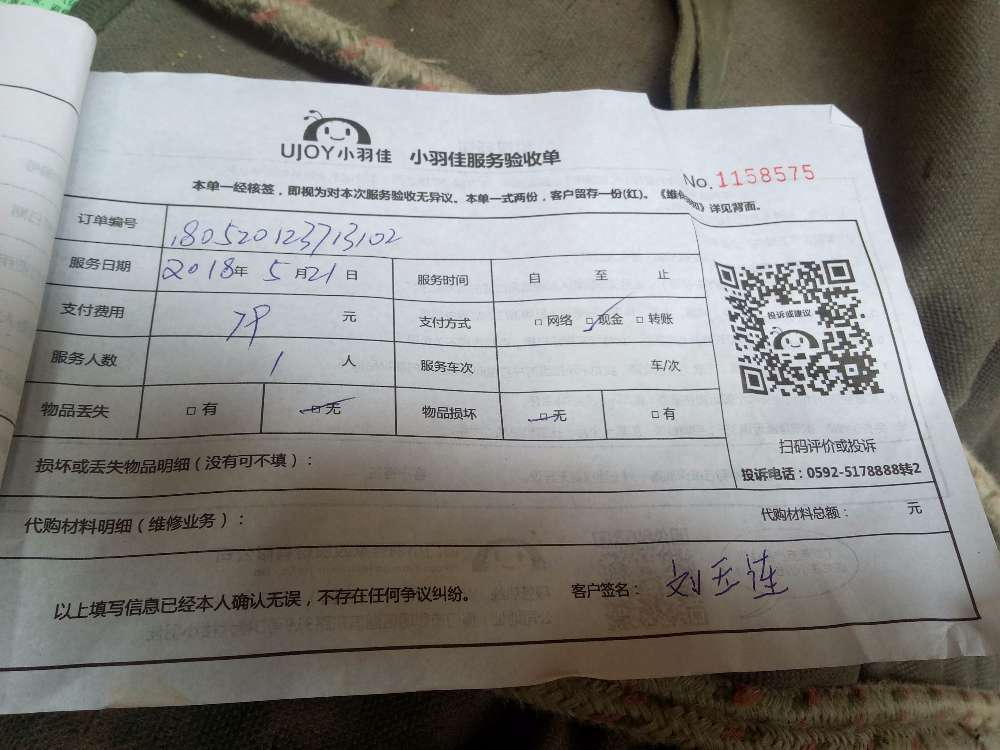 UJOY小羽佳 小羽佳服务验收单
No.1158575
本单一经核签，即视为对本次服务验收无异议。本单一式两份，客户留存一份(红)。《维修 》详见背面。
订单编号 180520123713102
服务日期 2018年 5月21日 服务时间 自 至 止
支付费用 元 支付方式 □网络 □现金 □转账
服务人数 1 人 服务车次 车/次
物品丢失 □有 □无 物品损坏 □无 □有
投诉或建议
扫码评价或投诉
投诉电话：0592-5178888转2
损坏或丢失物品明细（没有可不填）：
代购材料明细（维修业务）： 代购材料总额： 元
以上填写信息已经本人确认无误，不存在任何争议纠纷。 客户签名： 刘玉莲